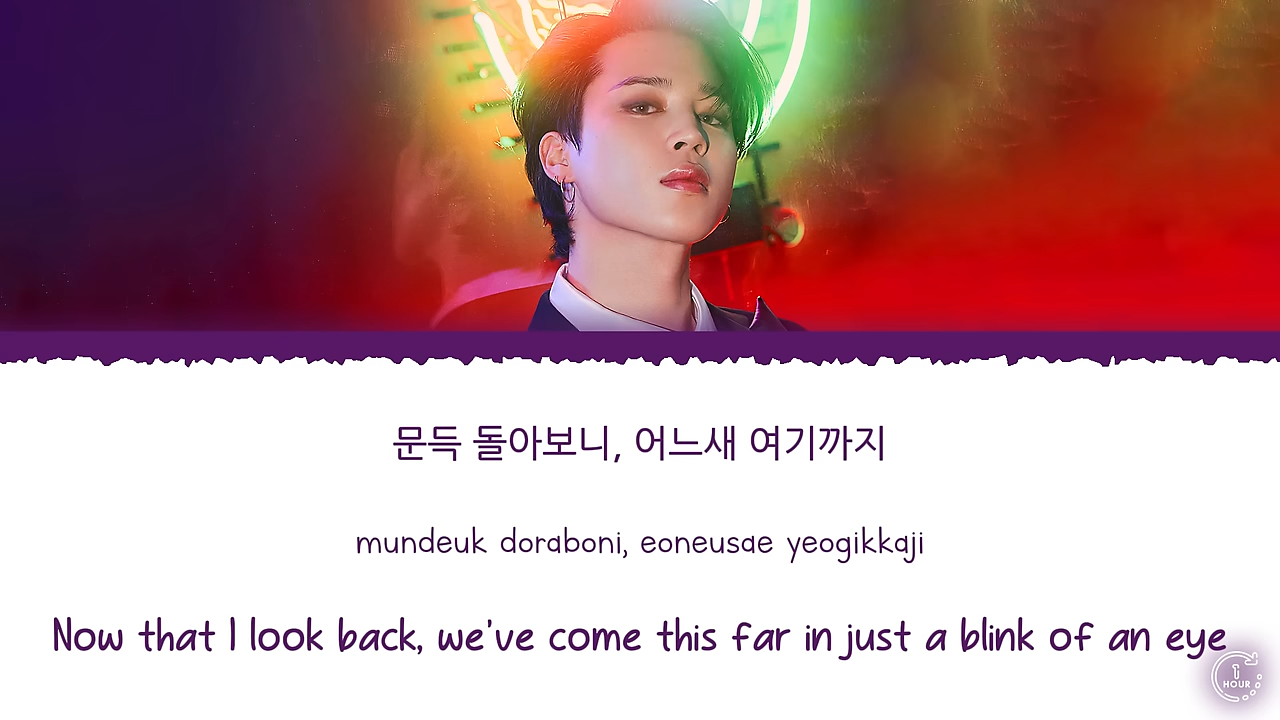 문득 돌아보니, 어느새 여기까지
mundeuk doraboni, eoneusae yeogikkaji
Now that I look back, we've come this far in just a blink of an eye
1
HOUR